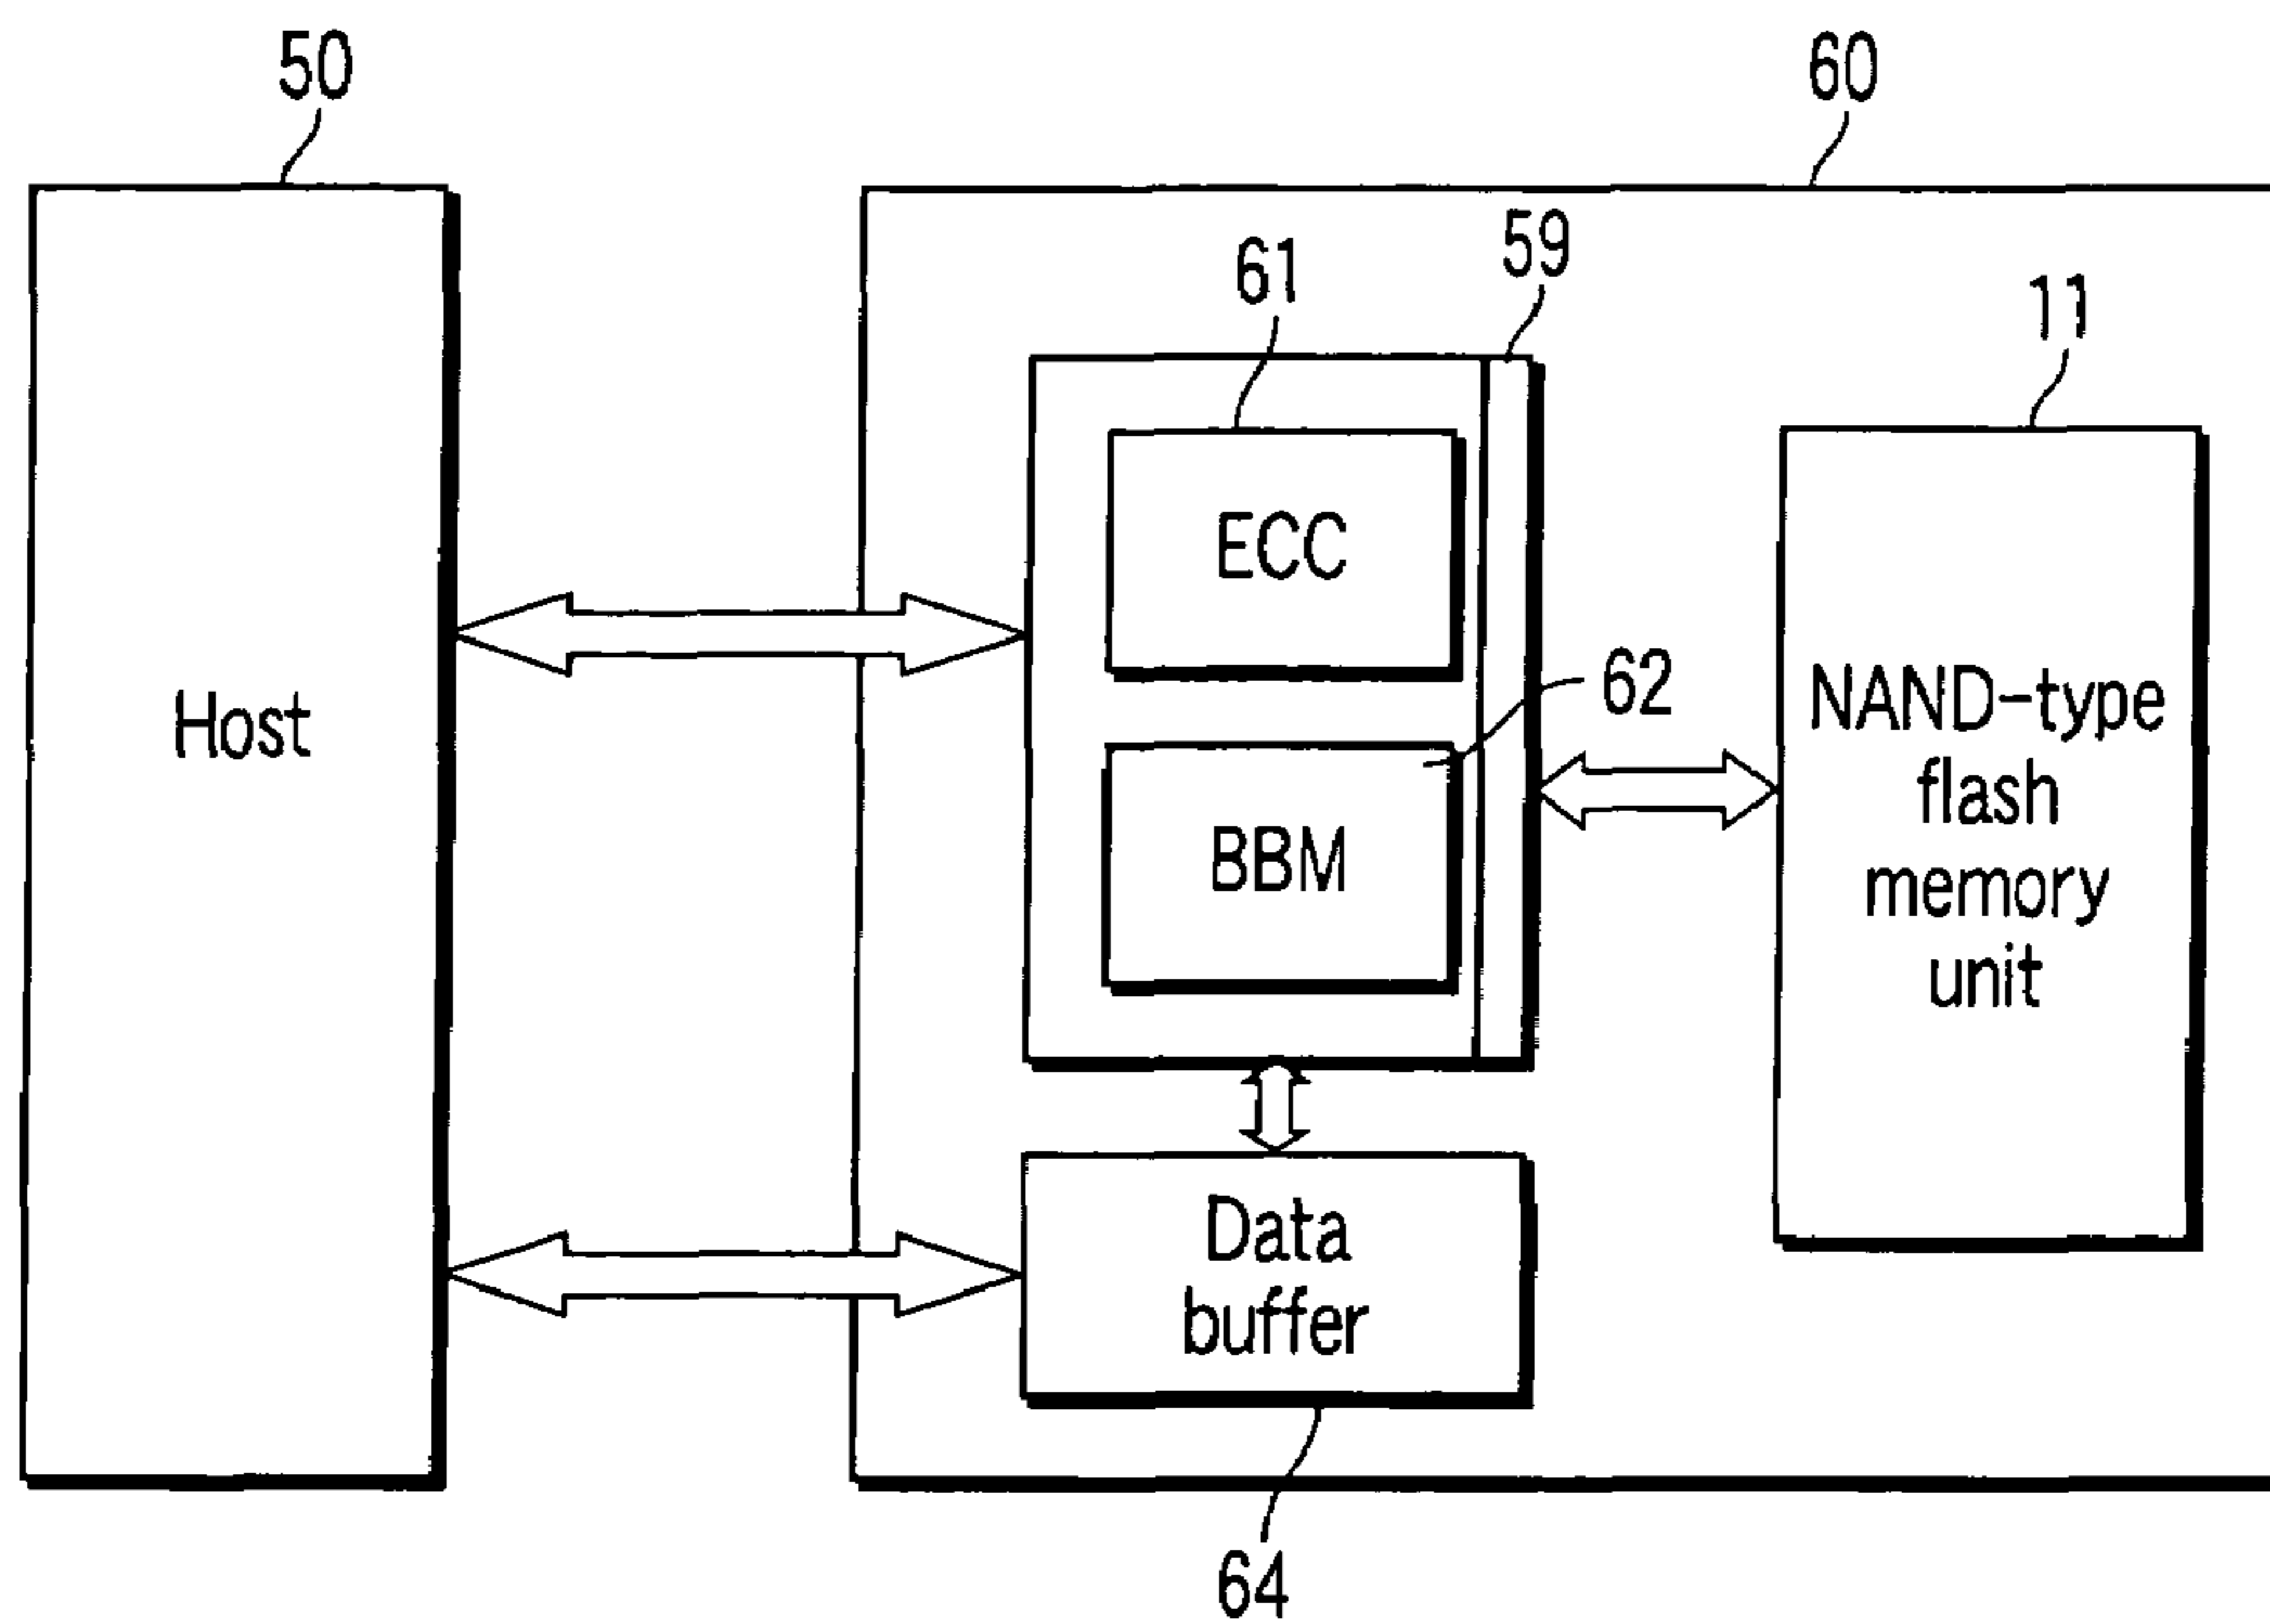 50
60
59
61
11
ECC
62
Host
NAND-type
flash
memory
unit
BBM
Data
buffer
64